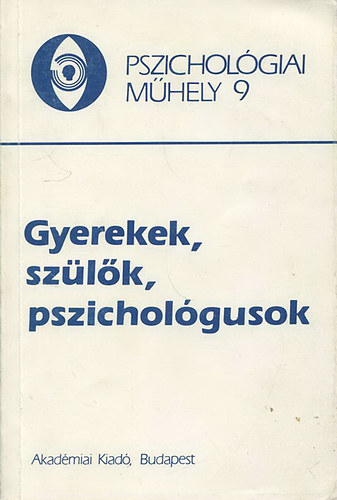 PSZICHOLÓGIAI
MŰHELY 9
Gyerekek,
szülők,
pszichológusok
Akadémiai Kiadó, Budapest